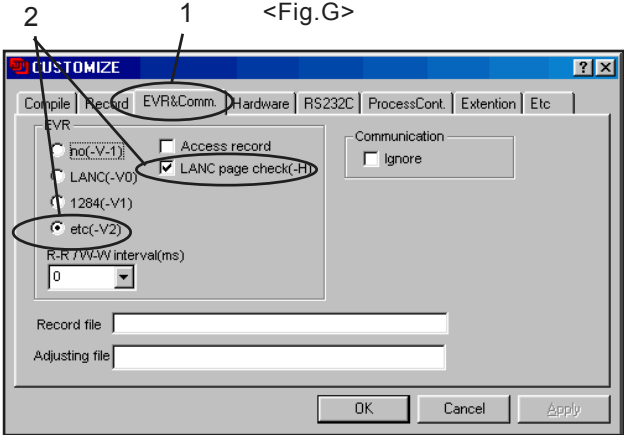 2 1 <Fig.G>
CUSTOMIZE
Compile Record EVR&Comm. Hardware RS232C ProcessCont. Extention Etc
EVR
no(-V-1) Access record
LANC(-V0) LANC page check(-H)
1284(-V1)
etc(-V2)
R-R / W-W interval(ms)
0
Communication
Ignore
Record file
Adjusting file
OK Cancel Apply